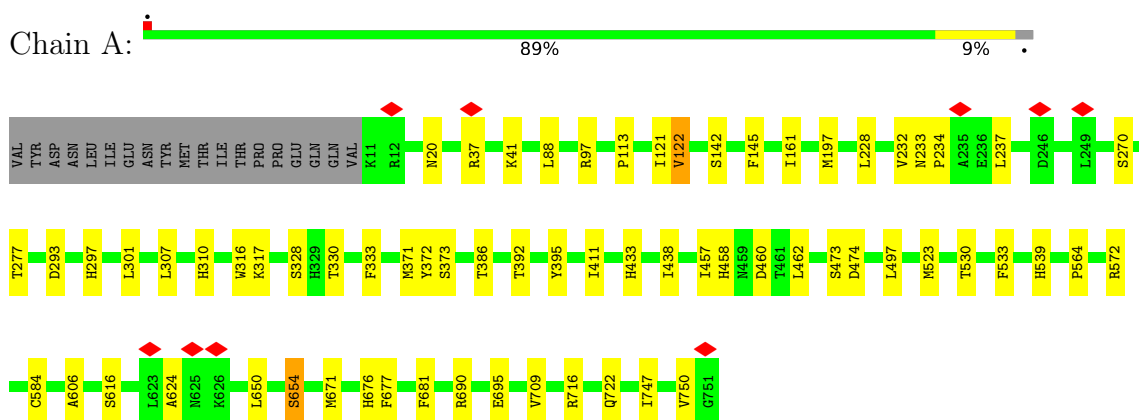 Chain A:
89% 9%
VAL TYR ASP ASN LEU ILE GLU ASN TYR MET THR ILE THR PRO PRO GLU GLN GLN VAL K11 R12 N20 R37 K41 L88 R97 P113 I121 V122 S142 F145 I161 M197 L228 V232 N233 P234 A235 E236 L237 D246 L249 S270
T277 D293 H297 L301 L307 H310 W316 K317 S328 H329 T330 F333 M371 Y372 S373 T386 T392 Y395 I411 H433 I438 I457 H458 N459 D460 T461 L462 S473 D474 L497 M523 T530 F533 H539 P564 R572
C584 A606 S616 L623 A624 N625 K626 L650 S654 M671 H676 F677 F681 R690 E695 V709 R716 Q722 I747 V750 G751